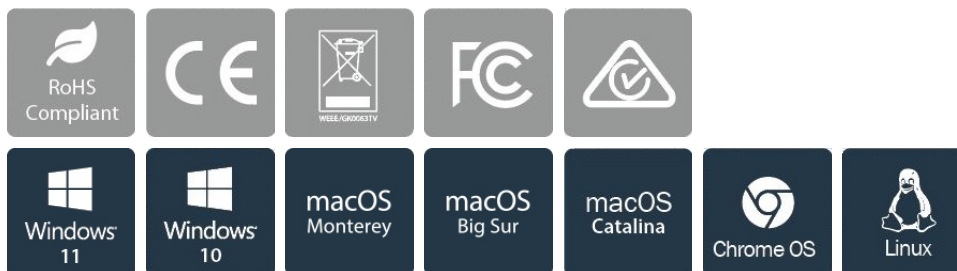 RoHS
Compliant
CE
WEEE/GK0063TV
FC
Windows
11
Windows
10
macOS
Monterey
macOS
Big Sur
macOS
Catalina
Chrome OS
Linux